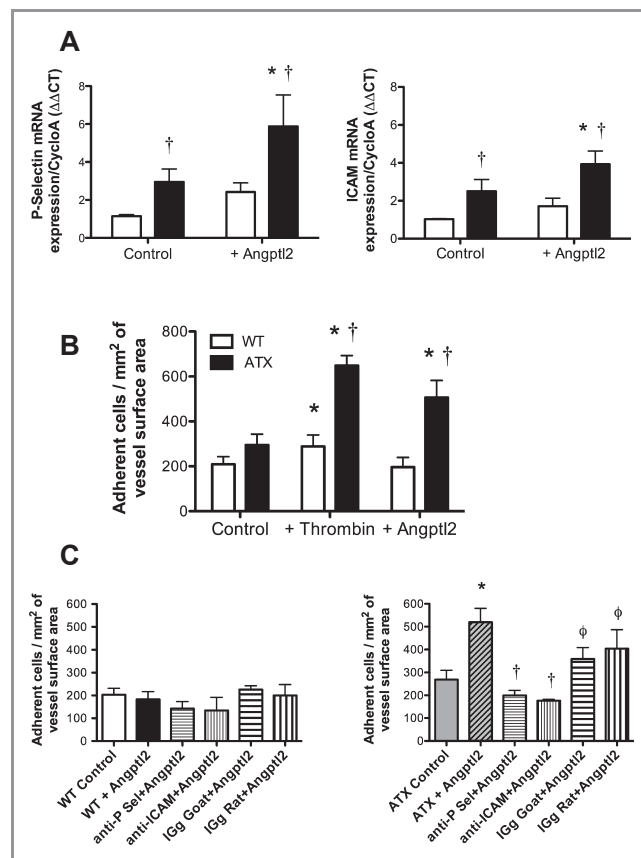 A
P-Selectin mRNA
expression/CycloA (ΔΔCT)
8
6
4
2
0
†
* †
Control
+ Angptl2
ICAM mRNA
expression/CycloA (ΔΔCT)
8
6
4
2
0
†
* †
Control
+ Angptl2
B
Adherent cells / mm² of
vessel surface area
800
600
400
200
0
WT
ATX
*
* †
* †
Control
+ Thrombin
+ Angptl2
C
Adherent cells / mm² of
vessel surface area
600
500
400
300
200
100
0
WT Control
WT + Angptl2
anti-P Sel+Angptl2
anti-ICAM+Angptl2
IGg Goat+Angptl2
IGg Rat+Angptl2
Adherent cells / mm² of
vessel surface area
600
500
400
300
200
100
0
*
†
†
ϕ
ϕ
ATX Control
ATX + Angptl2
anti-P Sel+Angptl2
anti-ICAM+Angptl2
IGg Goat+Angptl2
IGg Rat+Angptl2